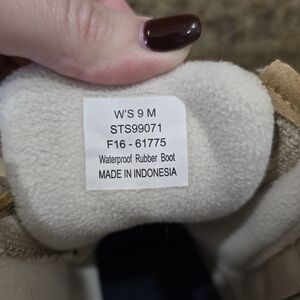 W'S 9 M
STS99071
F16 - 61775
Waterproof Rubber Boot
MADE IN INDONESIA